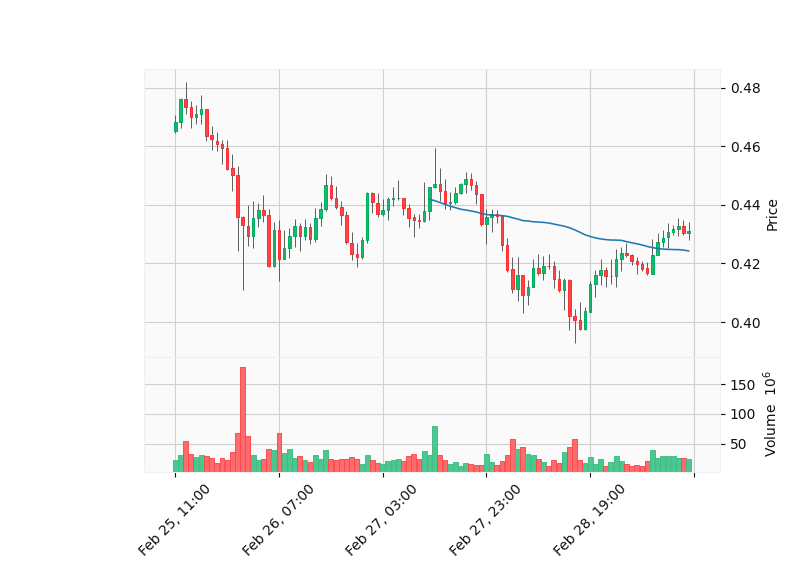 0.48
0.46
0.44
0.42
0.40
Price
150
100
50
Volume 10^6
Feb 25, 11:00
Feb 26, 07:00
Feb 27, 03:00
Feb 27, 23:00
Feb 28, 19:00